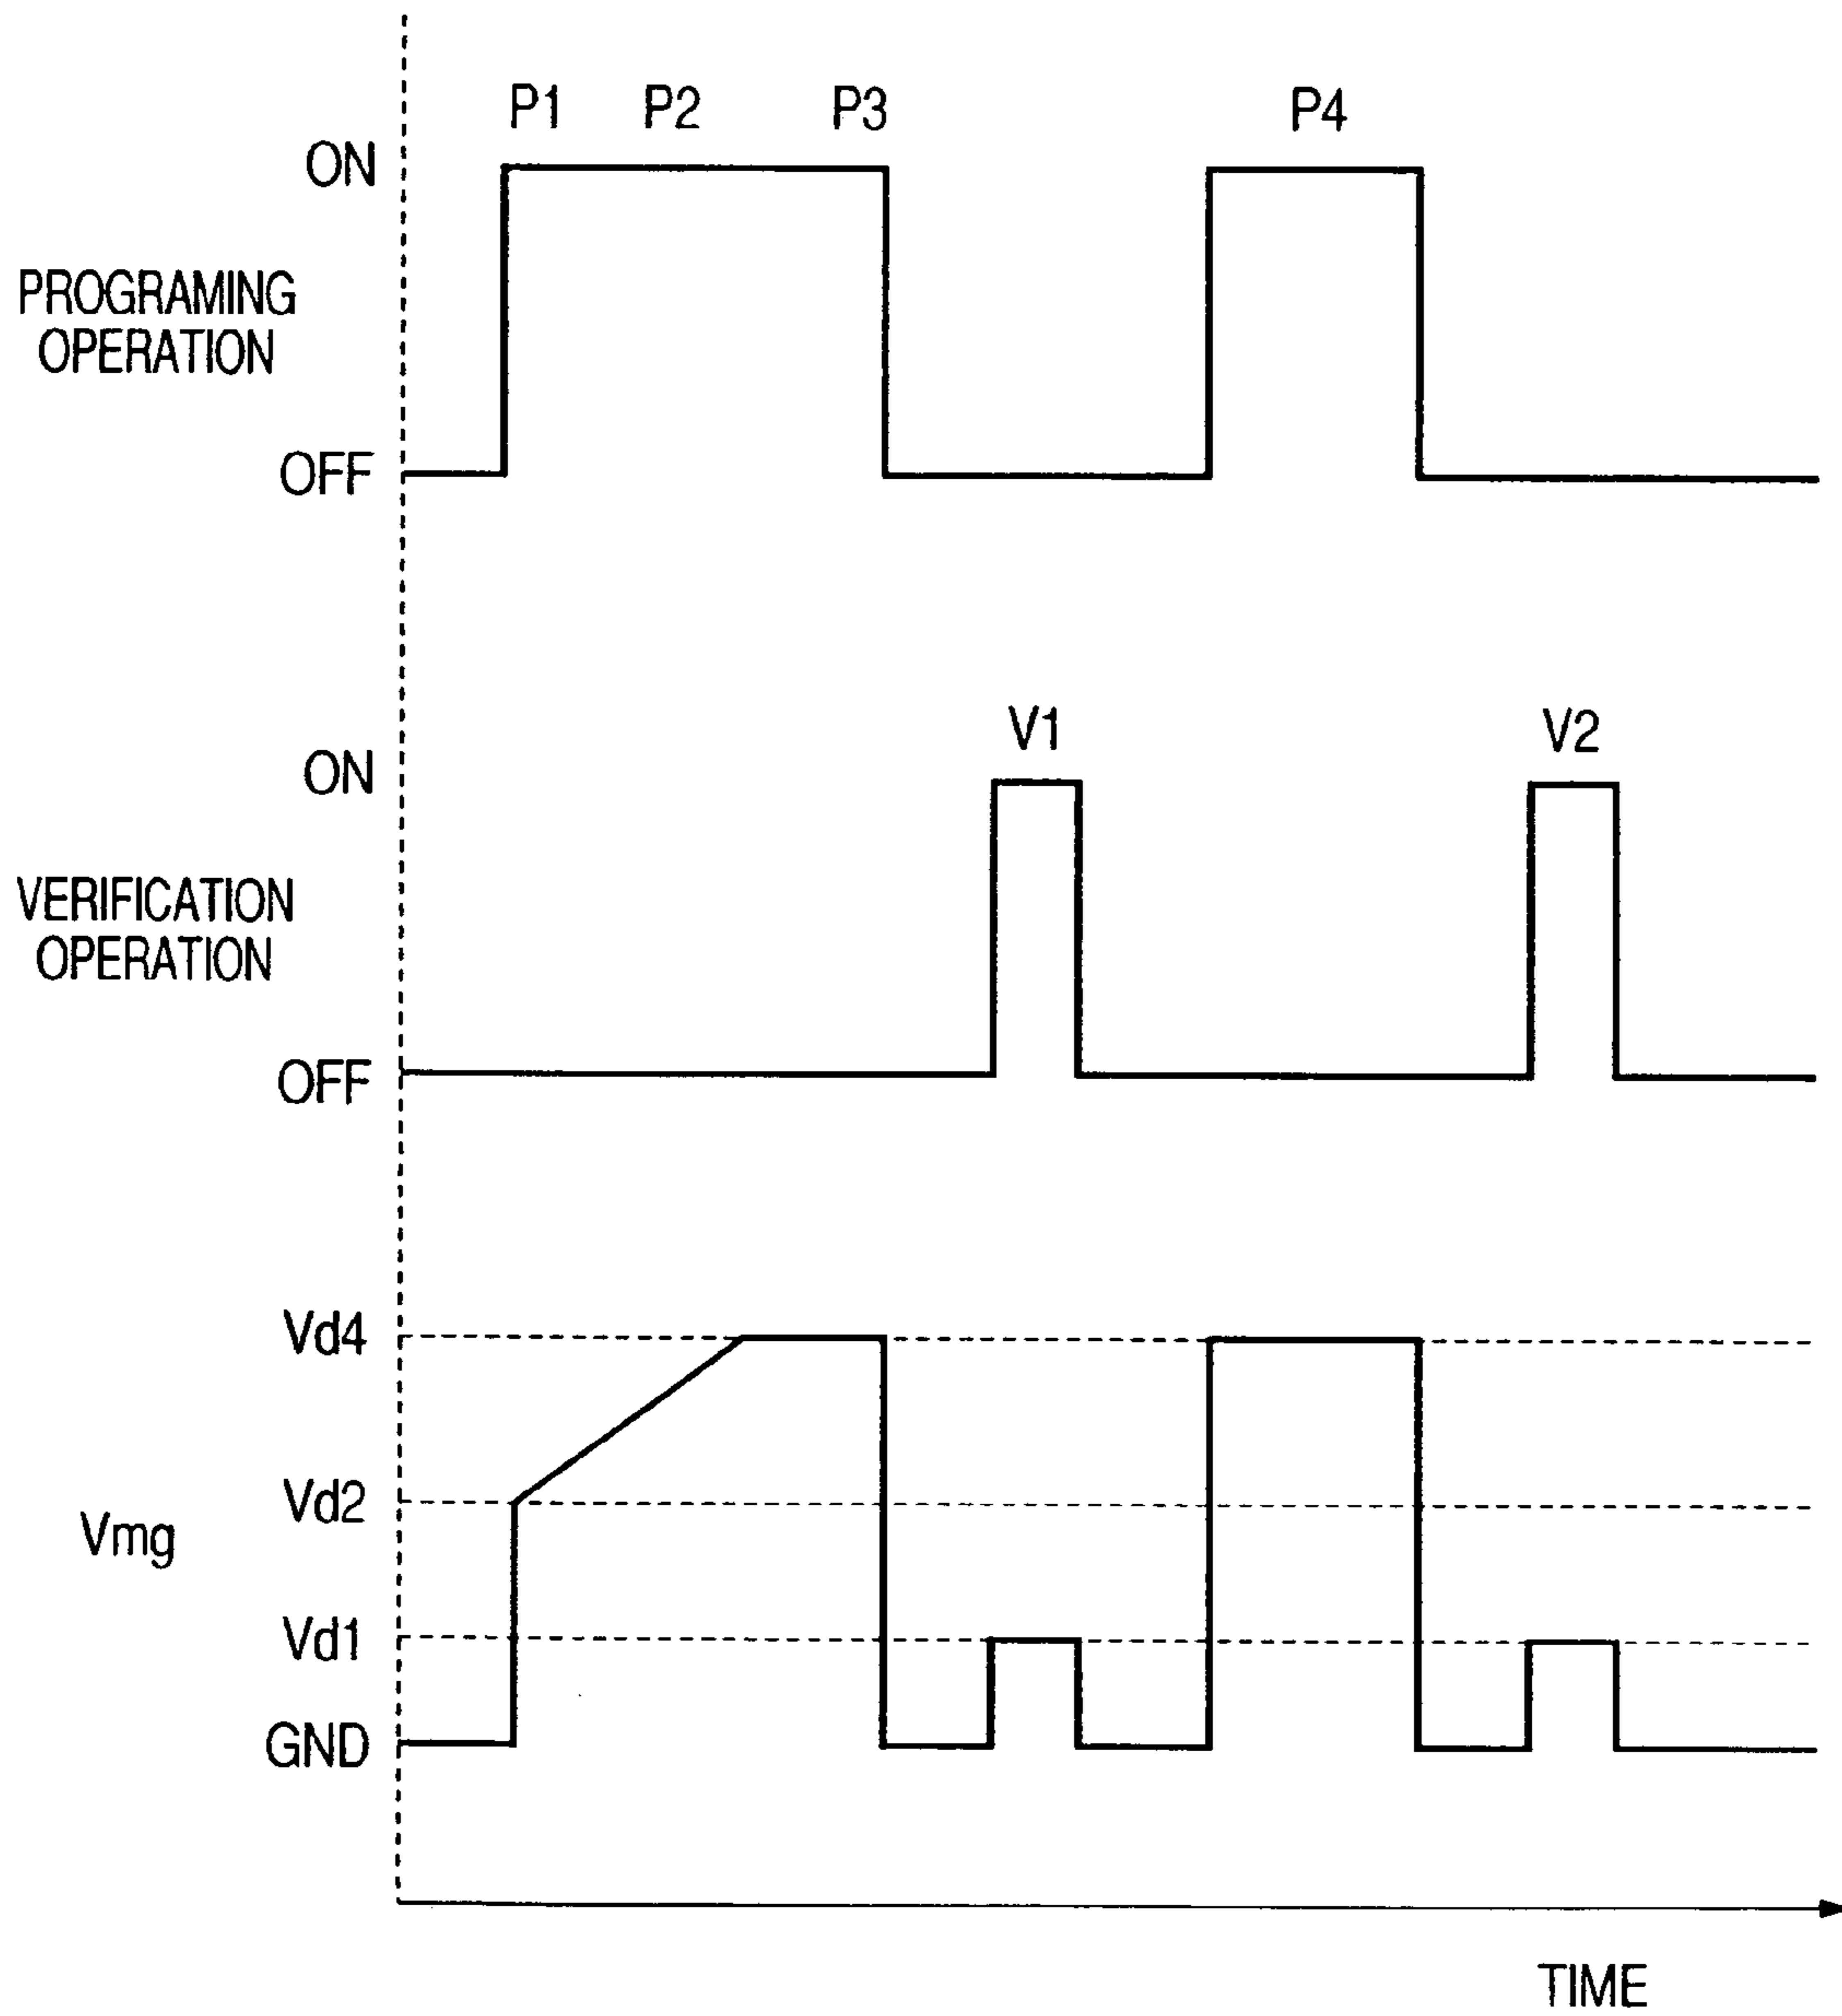 P1 P2 P3 P4
ON
PROGRAMING
OPERATION
OFF
V1 V2
ON
VERIFICATION
OPERATION
OFF
Vd4
Vd2
Vmg
Vd1
GND
TIME